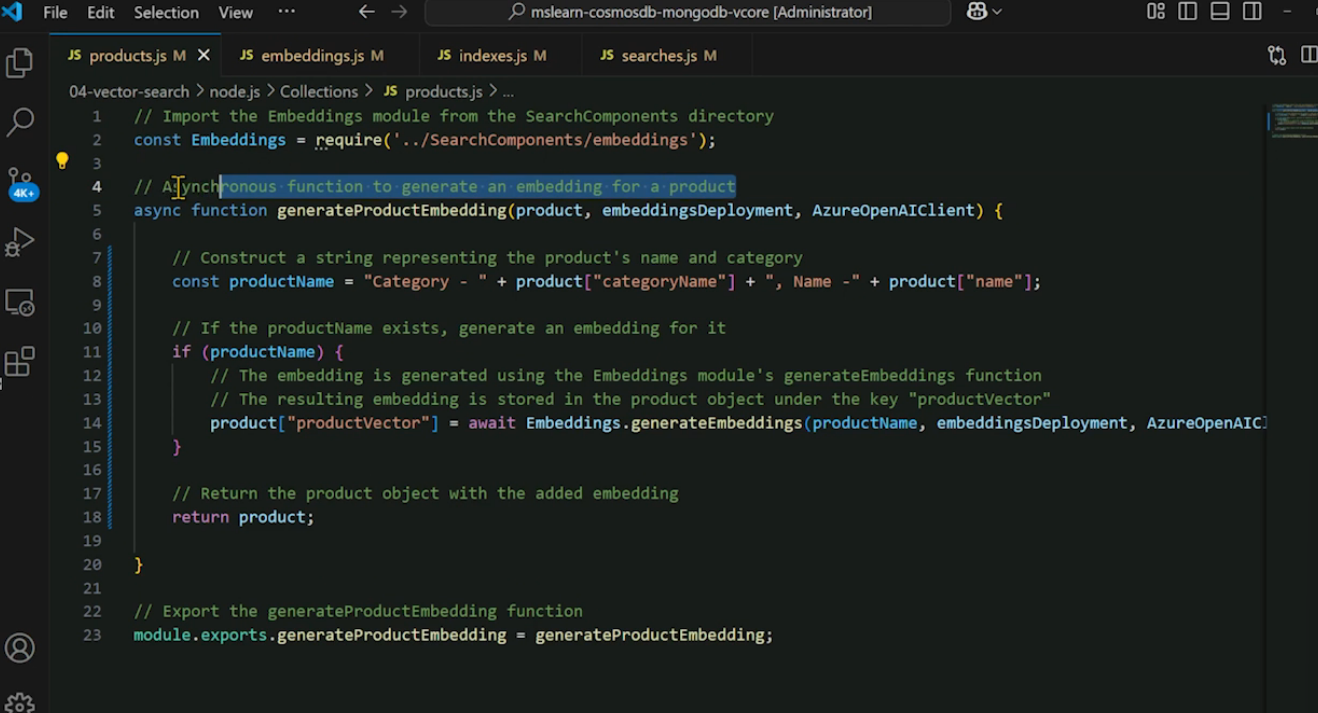 File Edit Selection View ··· mslearn-cosmosdb-mongodb-vcore [Administrator]
JS products.js M JS embeddings.js M JS indexes.js M JS searches.js M
04-vector-search > node.js > Collections > JS products.js > ...
1 // Import the Embeddings module from the SearchComponents directory
2 const Embeddings = require('../SearchComponents/embeddings');
3
4 // Asynchronous function to generate an embedding for a product
5 async function generateProductEmbedding(product, embeddingsDeployment, AzureOpenAIClient) {
6
7 // Construct a string representing the product's name and category
8 const productName = "Category - " + product["categoryName"] + ", Name -" + product["name"];
9
10 // If the productName exists, generate an embedding for it
11 if (productName) {
12 // The embedding is generated using the Embeddings module's generateEmbeddings function
13 // The resulting embedding is stored in the product object under the key "productVector"
14 product["productVector"] = await Embeddings.generateEmbeddings(productName, embeddingsDeployment, AzureOpenAICl
15 }
16
17 // Return the product object with the added embedding
18 return product;
19
20 }
21
22 // Export the generateProductEmbedding function
23 module.exports.generateProductEmbedding = generateProductEmbedding;
4K+